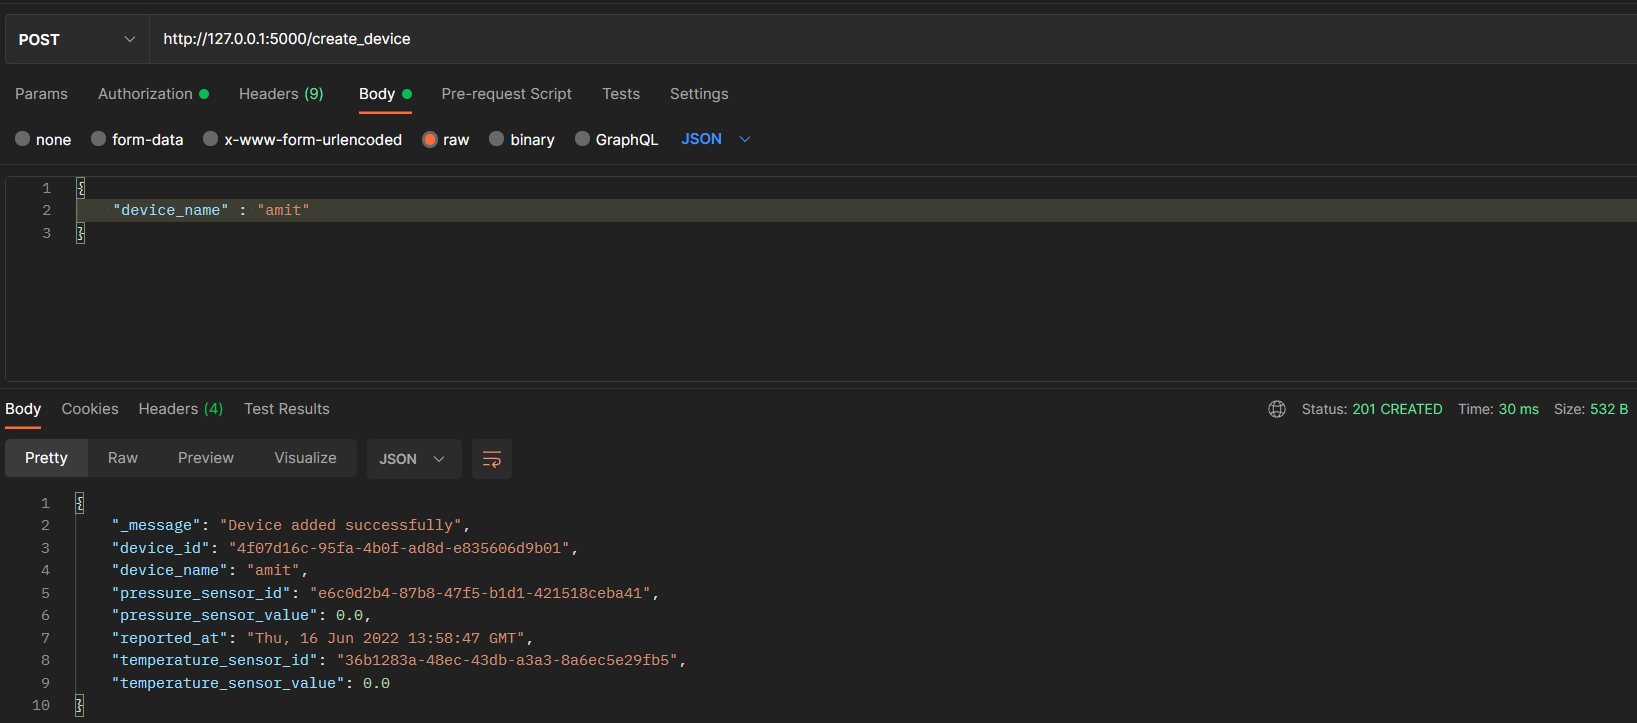 POST http://127.0.0.1:5000/create_device
Params Authorization Headers (9) Body Pre-request Script Tests Settings
none form-data x-www-form-urlencoded raw binary GraphQL JSON
1 {
2 "device_name" : "amit"
3 }
Body Cookies Headers (4) Test Results Status: 201 CREATED Time: 30 ms Size: 532 B
Pretty Raw Preview Visualize JSON
1 {
2 "_message": "Device added successfully",
3 "device_id": "4f07d16c-95fa-4b0f-ad8d-e835606d9b01",
4 "device_name": "amit",
5 "pressure_sensor_id": "e6c0d2b4-87b8-47f5-b1d1-421518ceba41",
6 "pressure_sensor_value": 0.0,
7 "reported_at": "Thu, 16 Jun 2022 13:58:47 GMT",
8 "temperature_sensor_id": "36b1283a-48ec-43db-a3a3-8a6ec5e29fb5",
9 "temperature_sensor_value": 0.0
10 }